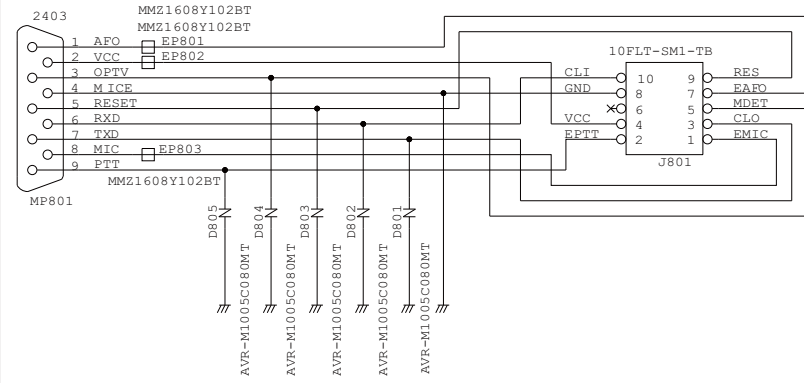 2403
MMZ1608Y102BT
MMZ1608Y102BT
1 AFO EP801
2 VCC EP802
3 OPTV
4 MICE
5 RESET
6 RXD
7 TXD
8 MIC EP803
9 PTT
MMZ1608Y102BT
MP801
10FLT-SM1-TB
CLI 10 9 RES
GND 8 7 EAFO
6 5 MDET
VCC 4 3 CLO
EPTT 2 1 EMIC
J801
D805
AVR-M1005C080MT
D804
AVR-M1005C080MT
D803
AVR-M1005C080MT
D802
AVR-M1005C080MT
D801
AVR-M1005C080MT